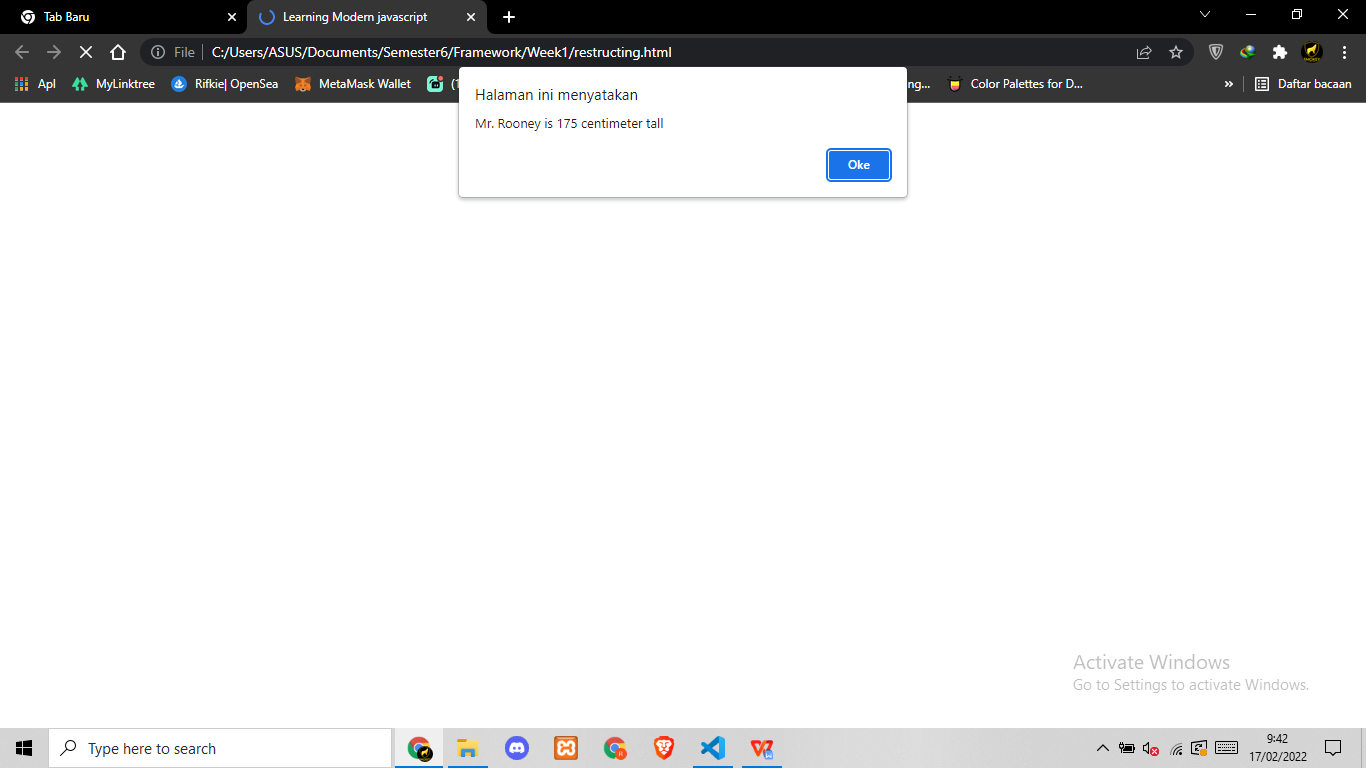 Tab Baru
Learning Modern javascript
File
C:/Users/ASUS/Documents/Semester6/Framework/Week1/restructing.html
Apl
MyLinktree
Rifkie| OpenSea
MetaMask Wallet
(1
ng...
Color Palettes for D...
»
Daftar bacaan
Halaman ini menyatakan
Mr. Rooney is 175 centimeter tall
Oke
Activate Windows
Go to Settings to activate Windows.
Type here to search
9:42
17/02/2022